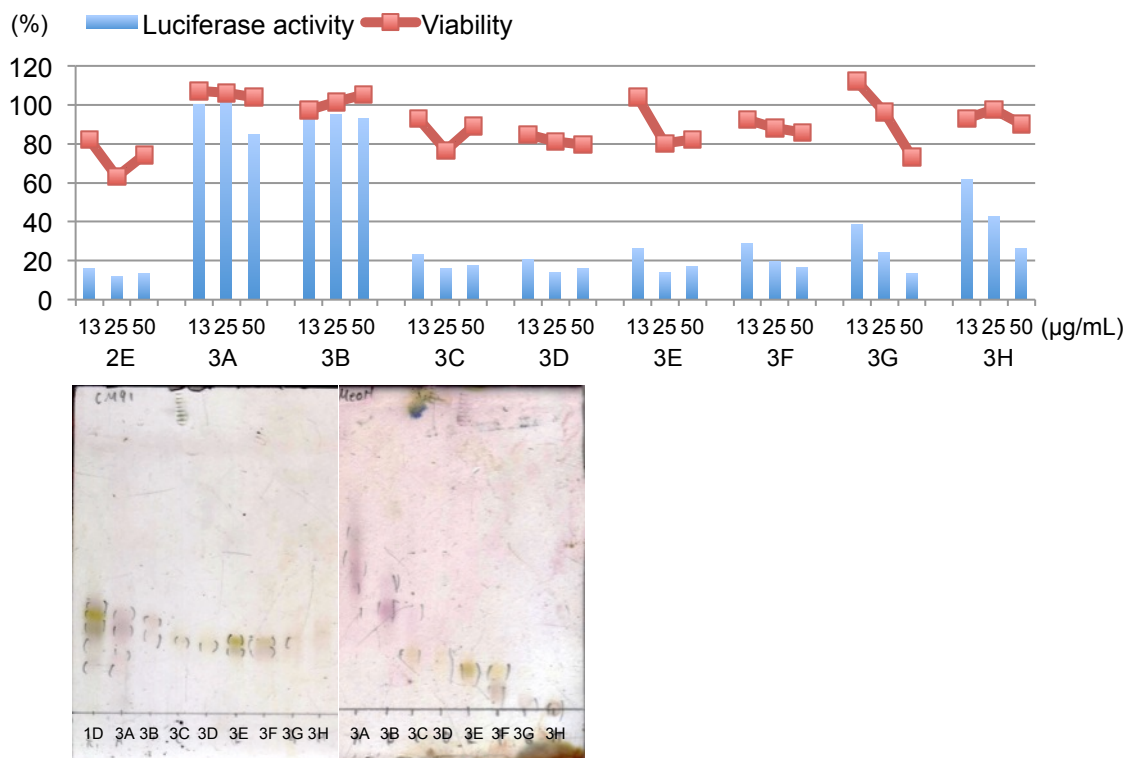 (%) Luciferase activity Viability
120
100
80
60
40
20
0
13 25 50 13 25 50 13 25 50 13 25 50 13 25 50 13 25 50 13 25 50 13 25 50 13 25 50 (µg/mL)
2E 3A 3B 3C 3D 3E 3F 3G 3H
CM91 MeOH
1D 3A 3B 3C 3D 3E 3F 3G 3H 3A 3B 3C 3D 3E 3F 3G 3H